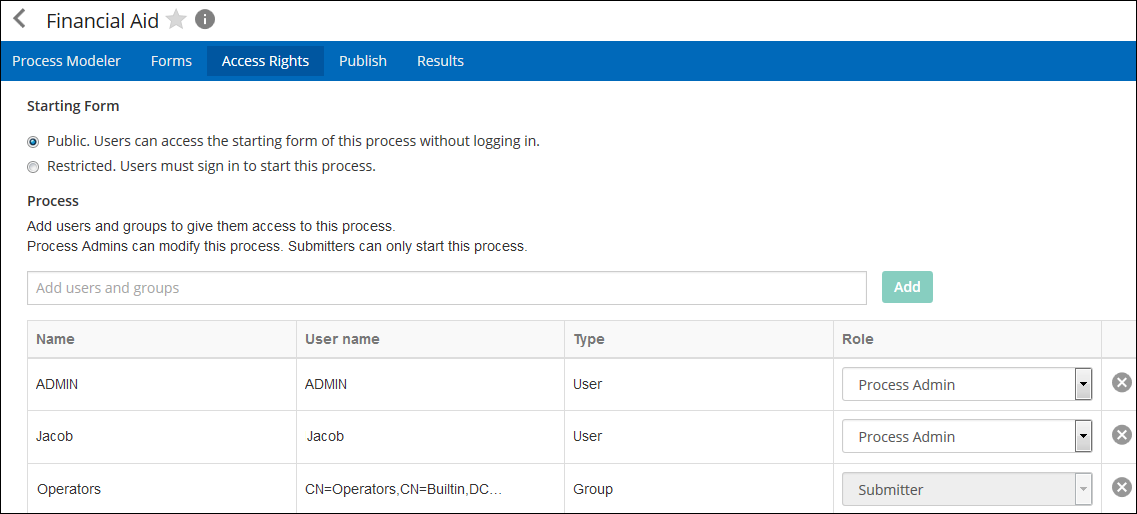 Financial Aid
Process Modeler Forms Access Rights Publish Results
Starting Form
Public. Users can access the starting form of this process without logging in.
Restricted. Users must sign in to start this process.
Process
Add users and groups to give them access to this process.
Process Admins can modify this process. Submitters can only start this process.
Add users and groups Add
Name User name Type Role
ADMIN ADMIN User Process Admin
Jacob Jacob User Process Admin
Operators CN=Operators,CN=Builtin,DC... Group Submitter